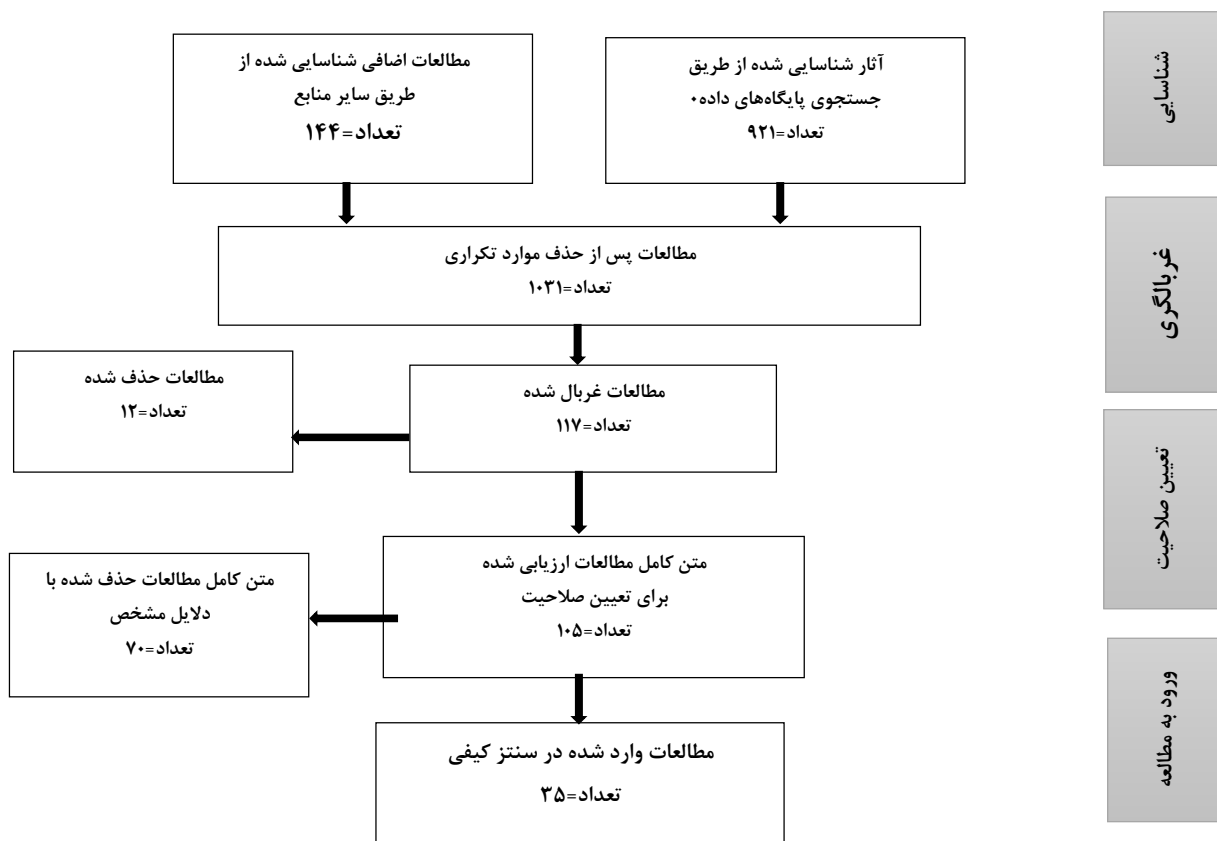 شناسایی
آثار شناسایی شده از طریق
جستجوی پایگاه‌های داده۰
تعداد=۹۲۱
مطالعات اضافی شناسایی شده از
طریق سایر منابع
تعداد=۱۴۴
غربالگری
مطالعات پس از حذف موارد تکراری
تعداد=۱۰۳۱
مطالعات غربال شده
تعداد=۱۱۷
مطالعات حذف شده
تعداد=۱۲
تعیین صلاحیت
متن کامل مطالعات ارزیابی شده
برای تعیین صلاحیت
تعداد=۱۰۵
متن کامل مطالعات حذف شده با
دلایل مشخص
تعداد=۷۰
ورود به مطالعه
مطالعات وارد شده در سنتز کیفی
تعداد=۳۵